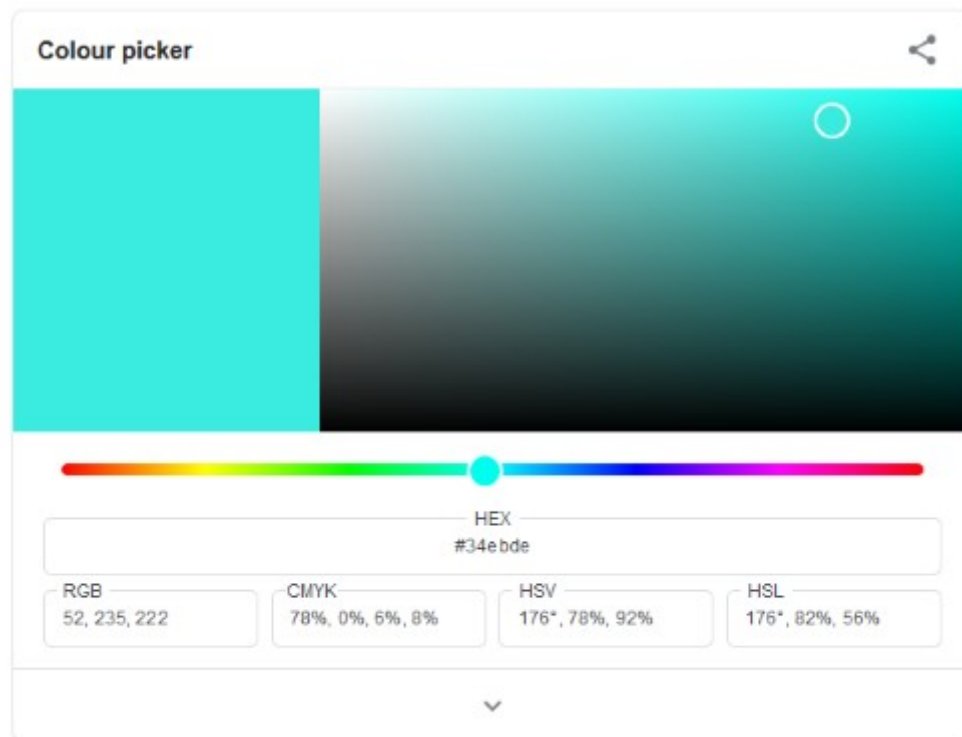 Colour picker
HEX
#34ebde
RGB
52, 235, 222
CMYK
78%, 0%, 6%, 8%
HSV
176°, 78%, 92%
HSL
176°, 82%, 56%